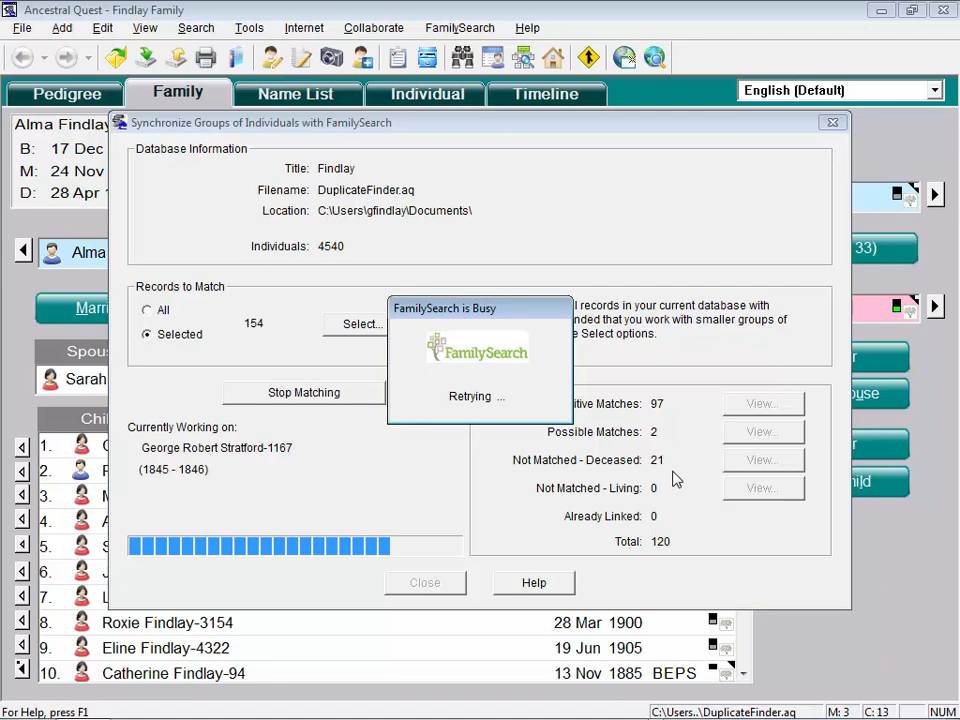 Ancestral Quest - Findlay Family
File Add Edit View Search Tools Internet Collaborate FamilySearch Help
Pedigree Family Name List Individual Timeline English (Default)
Alma Findlay
B: 17 Dec
M: 24 Nov
D: 28 Apr 1
Alma
33)
Marri
Spous
Sarah
ouse
Chil
hild
1.
2.
3.
4.
5.
6.
7.
8. Roxie Findlay-3154 28 Mar 1900
9. Eline Findlay-4322 19 Jun 1905
10. Catherine Findlay-94 13 Nov 1885 BEPS
Synchronize Groups of Individuals with FamilySearch
Database Information
Title: Findlay
Filename: DuplicateFinder.aq
Location: C:\Users\gfindlay\Documents\
Individuals: 4540
Records to Match
All
Selected 154 Select...
l records in your current database with
nded that you work with smaller groups of
e Select options.
FamilySearch is Busy
FamilySearch
Retrying ...
Stop Matching
Currently Working on:
George Robert Stratford-1167
(1845 - 1846)
itive Matches: 97 View...
Possible Matches: 2 View...
Not Matched - Deceased: 21 View...
Not Matched - Living: 0 View...
Already Linked: 0
Total: 120
Close Help
For Help, press F1 C:\Users..\DuplicateFinder.aq M: 3 C: 13 NUM